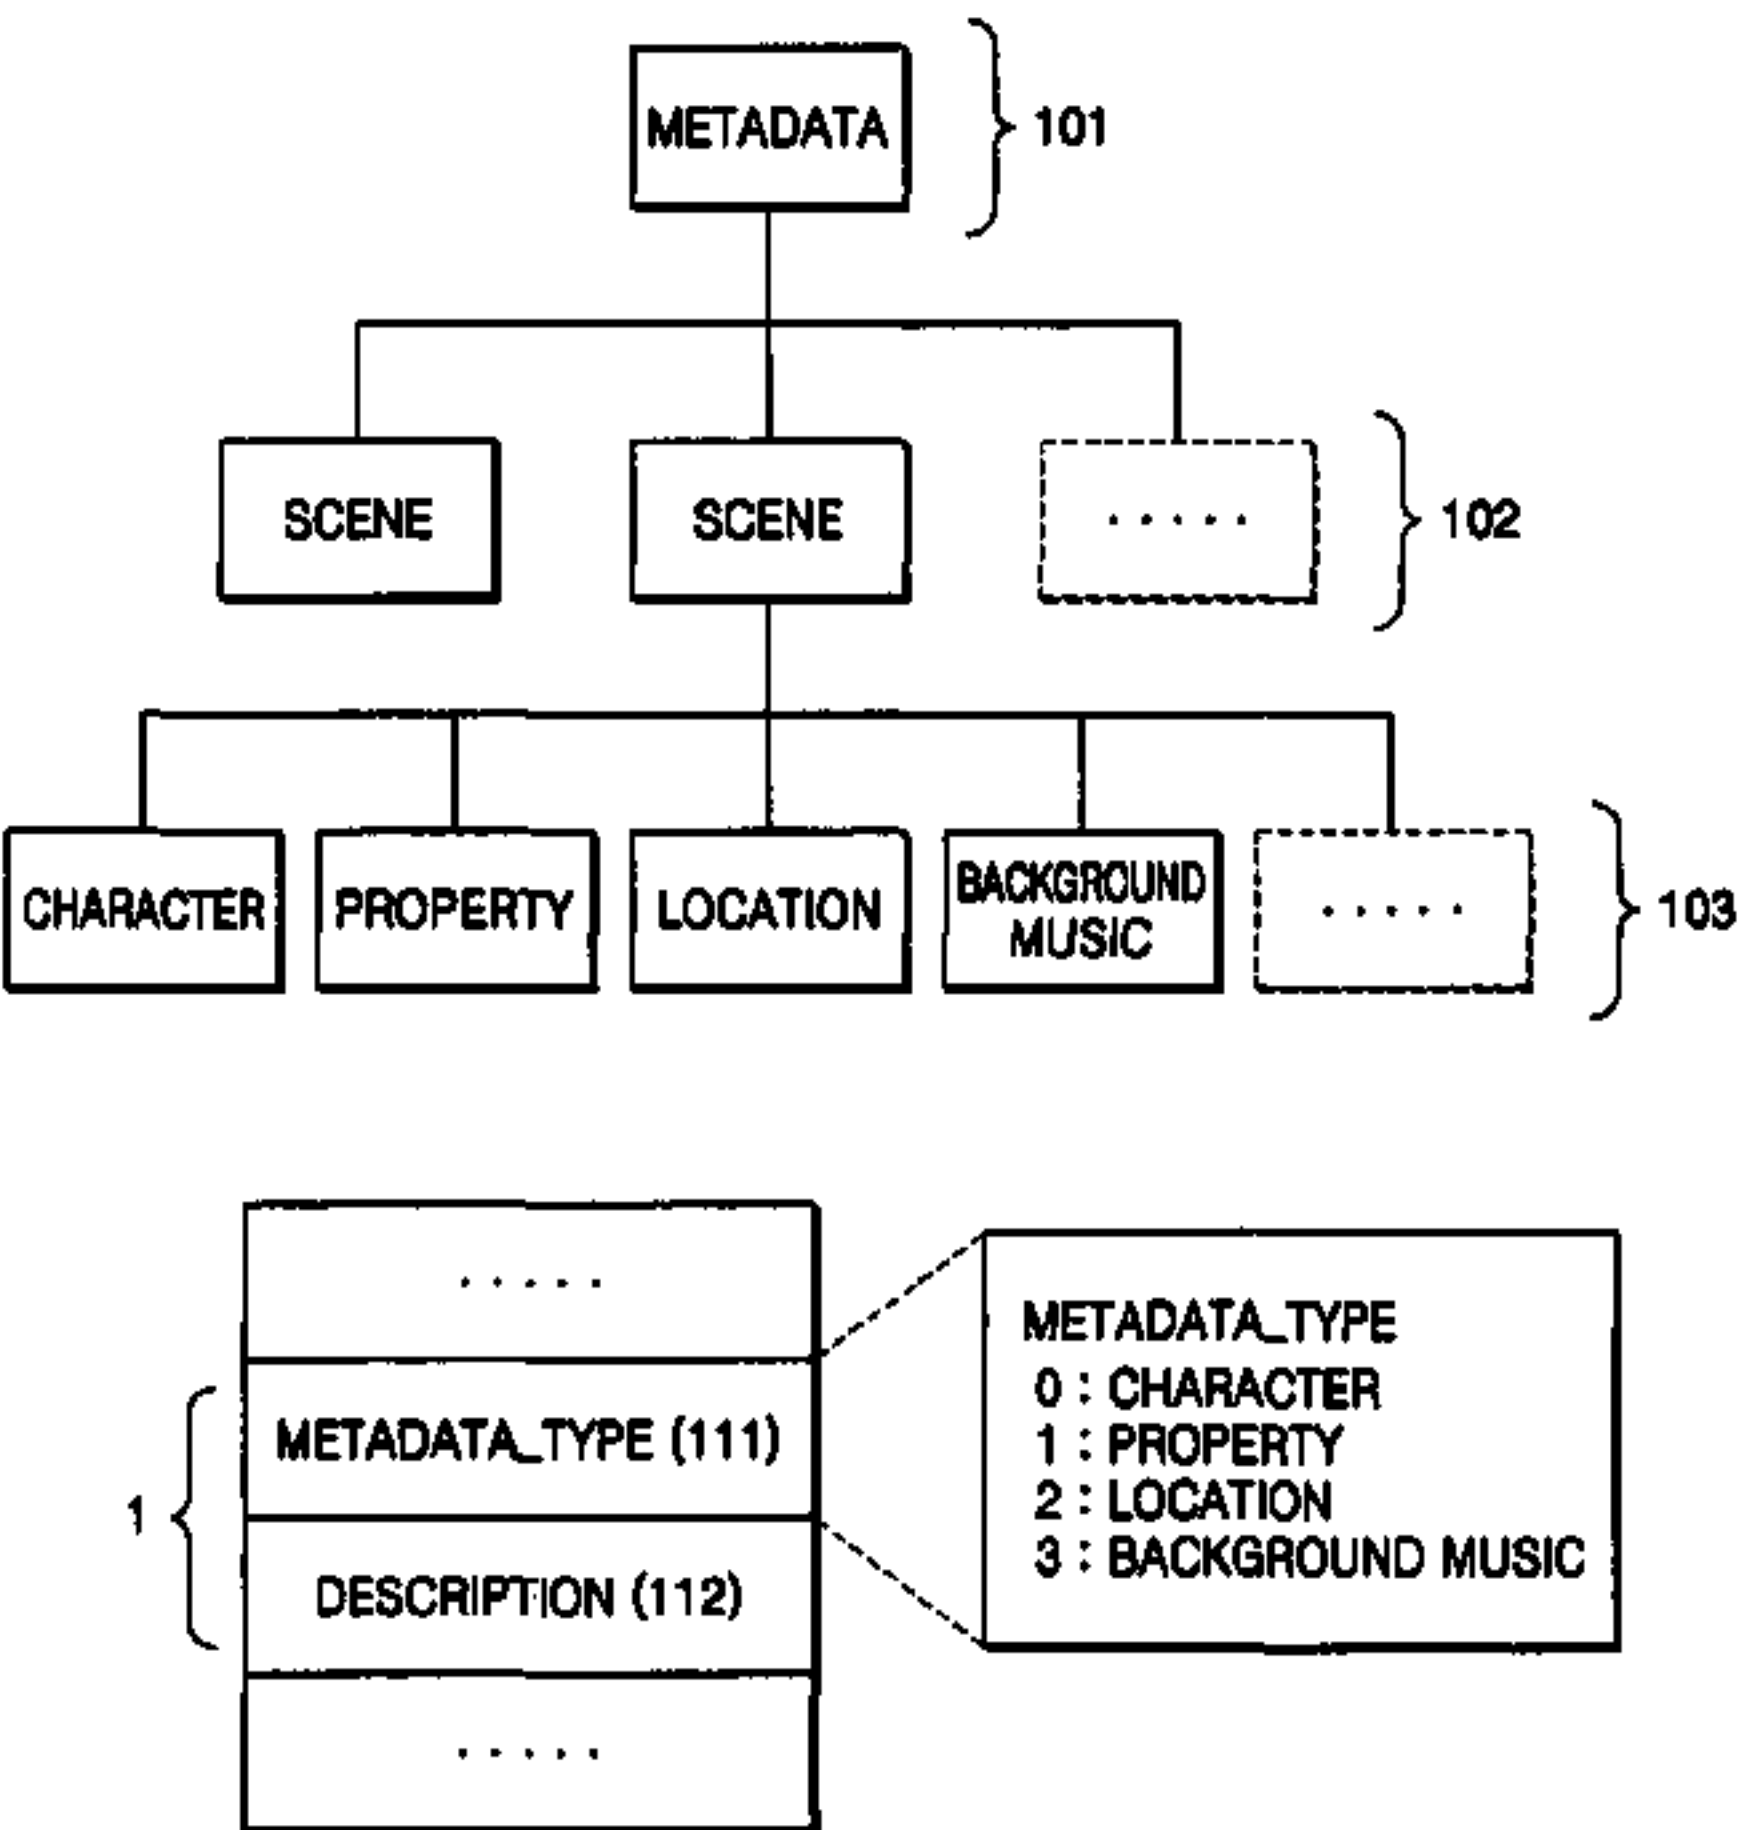 METADATA
101
SCENE
SCENE
.....
102
CHARACTER
PROPERTY
LOCATION
BACKGROUND
MUSIC
.....
103
.....
METADATA_TYPE (111)
1
DESCRIPTION (112)
.....
METADATA_TYPE
0 : CHARACTER
1 : PROPERTY
2 : LOCATION
3 : BACKGROUND MUSIC